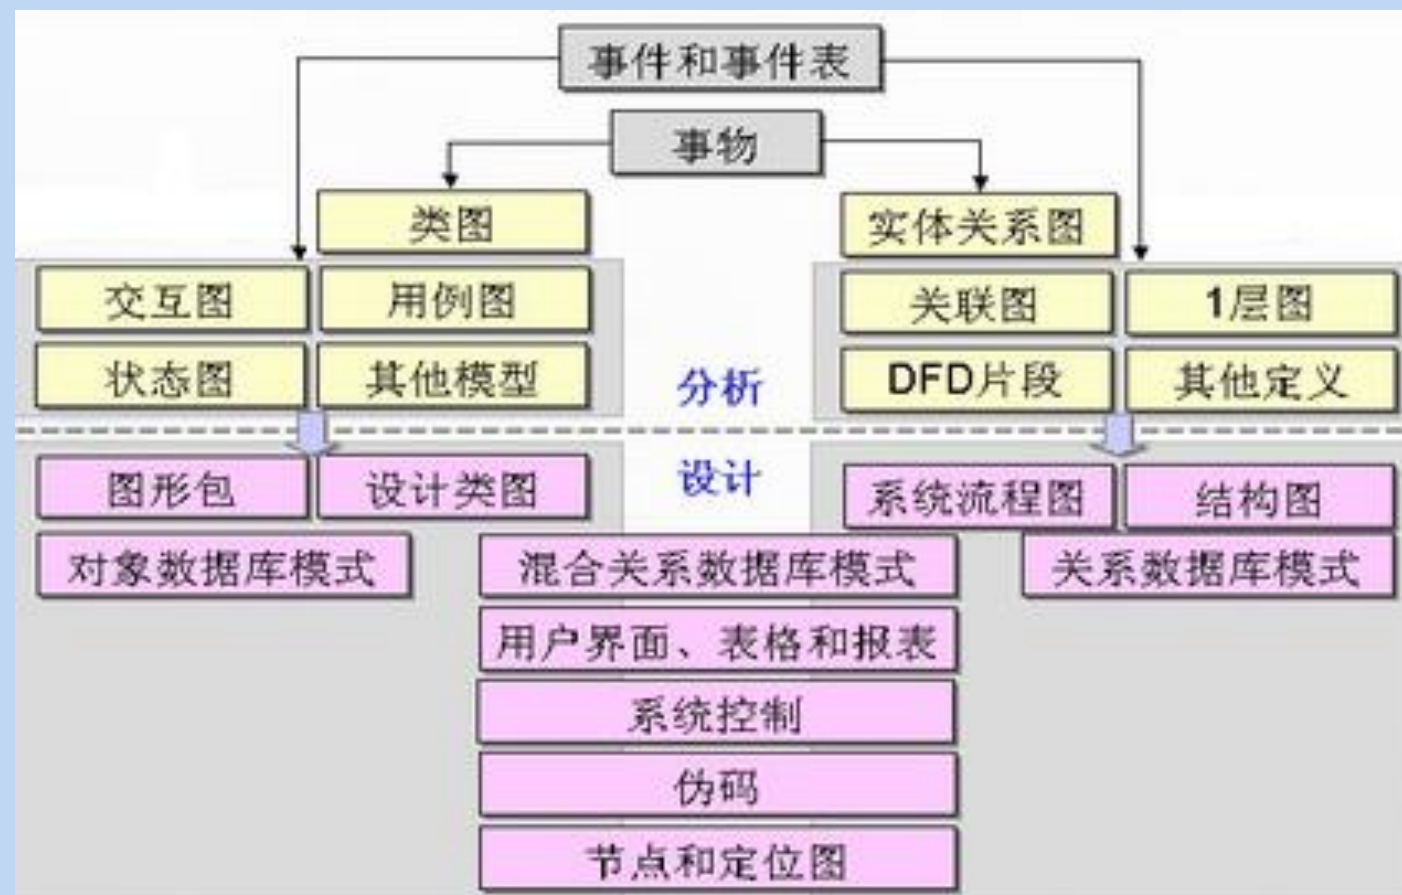 事件和事件表
事物
类图
实体关系图
交互图
用例图
关联图
1层图
状态图
其他模型
分析
DFD片段
其他定义
图形包
设计类图
设计
系统流程图
结构图
对象数据库模式
混合关系数据库模式
关系数据库模式
用户界面、表格和报表
系统控制
伪码
节点和定位图